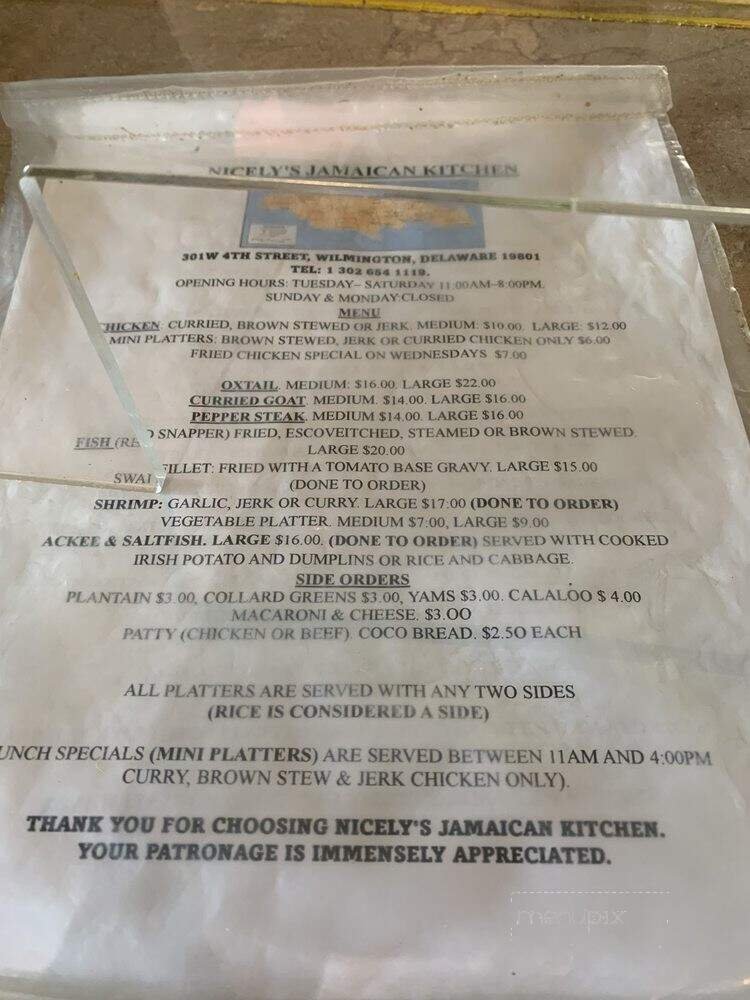 NICELY'S JAMAICAN KITCHEN
301W 4TH STREET, WILMINGTON, DELAWARE 19801
TEL: 1 302 654 1119.
OPENING HOURS: TUESDAY– SATURDAY 11:00AM–8:00PM.
SUNDAY & MONDAY:CLOSED
MENU
HICKEN: CURRIED, BROWN STEWED OR JERK. MEDIUM: $10.00. LARGE: $12.00
MINI PLATTERS: BROWN STEWED, JERK OR CURRIED CHICKEN ONLY $6.00
FRIED CHICKEN SPECIAL ON WEDNESDAYS $7.00
OXTAIL. MEDIUM: $16.00. LARGE $22.00
CURRIED GOAT. MEDIUM. $14.00. LARGE $16.00
PEPPER STEAK. MEDIUM $14.00. LARGE $16.00
FISH (RE D SNAPPER) FRIED, ESCOVEITCHED, STEAMED OR BROWN STEWED.
LARGE $20.00
SWAI FILLET: FRIED WITH A TOMATO BASE GRAVY. LARGE $15.00
(DONE TO ORDER)
SHRIMP: GARLIC, JERK OR CURRY. LARGE $17:00 (DONE TO ORDER)
VEGETABLE PLATTER. MEDIUM $7:00, LARGE $9.00
ACKEE & SALTFISH. LARGE $16.00. (DONE TO ORDER) SERVED WITH COOKED
IRISH POTATO AND DUMPLINS OR RICE AND CABBAGE.
SIDE ORDERS
PLANTAIN $3.00, COLLARD GREENS $3.00, YAMS $3.00. CALALOO $ 4.00
MACARONI & CHEESE. $3.OO
PATTY (CHICKEN OR BEEF). COCO BREAD. $2.5O EACH
ALL PLATTERS ARE SERVED WITH ANY TWO SIDES
(RICE IS CONSIDERED A SIDE)
UNCH SPECIALS (MINI PLATTERS) ARE SERVED BETWEEN 11AM AND 4:00PM
CURRY, BROWN STEW & JERK CHICKEN ONLY).
THANK YOU FOR CHOOSING NICELY'S JAMAICAN KITCHEN.
YOUR PATRONAGE IS IMMENSELY APPRECIATED.
menupix